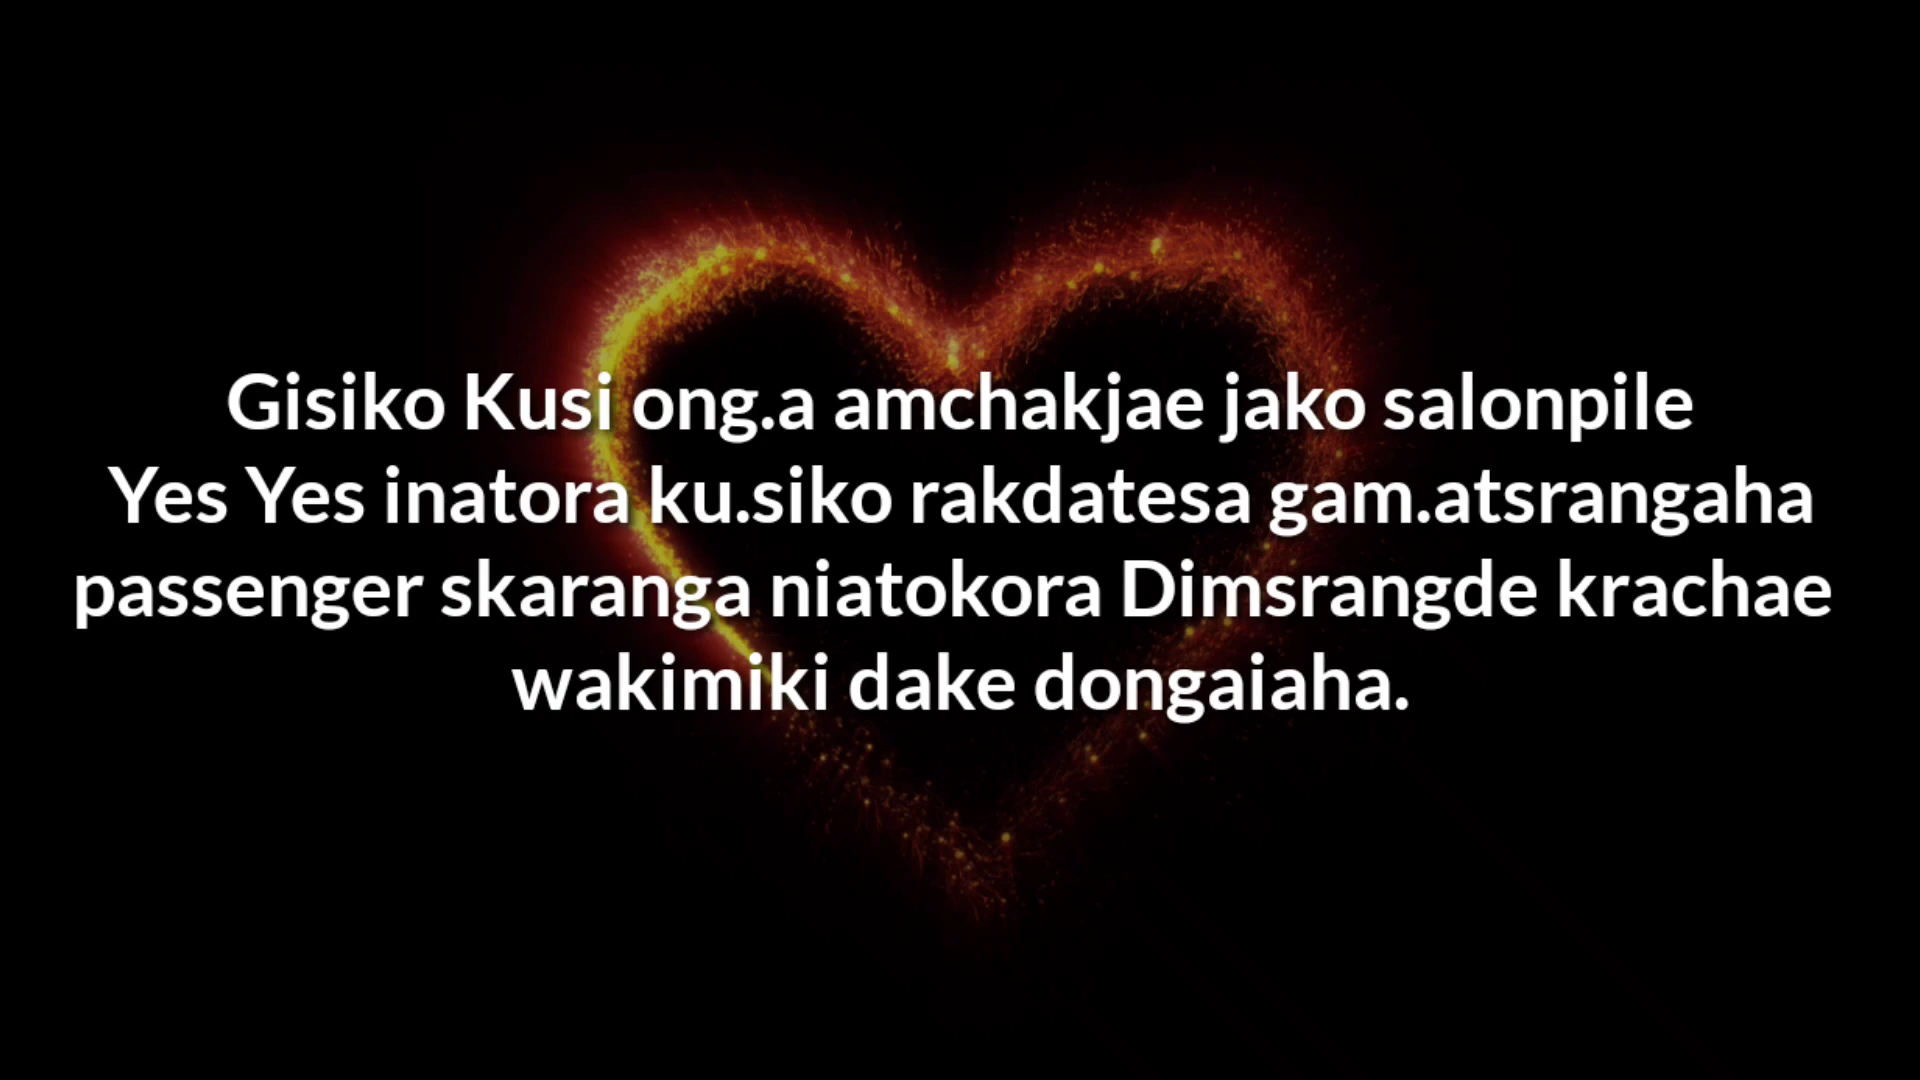 Gisiko Kusi ong.a amchakjae jako salonpile
Yes Yes inatora ku.siko rakdatesa gam.atsrangaha
passenger skaranga niatokora Dimsrangde krachae
wakimiki dake dongaiaha.